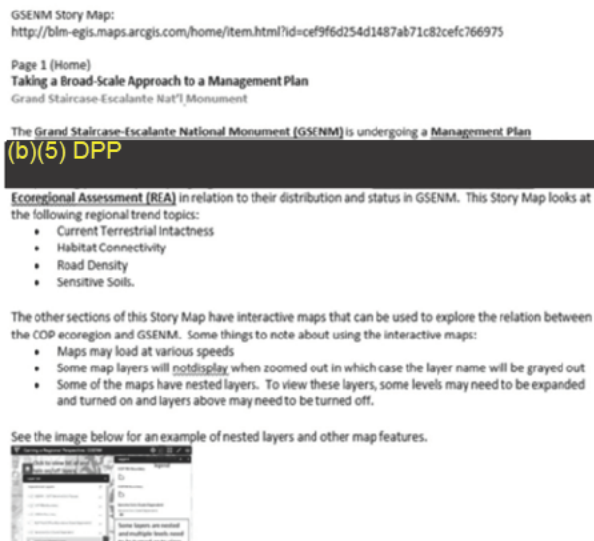 GSENM Story Map:
http://blm-egis.maps.arcgis.com/home/item.html?id=cef9f6d254d1487ab71c82cefc766975
Page 1 (Home)
Taking a Broad-Scale Approach to a Management Plan
Grand Staircase-Escalante Nat'l Monument
The Grand Staircase-Escalante National Monument (GSENM) is undergoing a Management Plan
(b)(5) DPP
Ecoregional Assessment (REA) in relation to their distribution and status in GSENM. This Story Map looks at
the following regional trend topics:
• Current Terrestrial Intactness
• Habitat Connectivity
• Road Density
• Sensitive Soils.
The other sections of this Story Map have interactive maps that can be used to explore the relation between
the COP ecoregion and GSENM. Some things to note about using the interactive maps:
• Maps may load at various speeds
• Some map layers will notdisplay when zoomed out in which case the layer name will be grayed out
• Some of the maps have nested layers. To view these layers, some levels may need to be expanded
and turned on and layers above may need to be turned off.
See the image below for an example of nested layers and other map features.
Some layers are nested
and multiple levels need